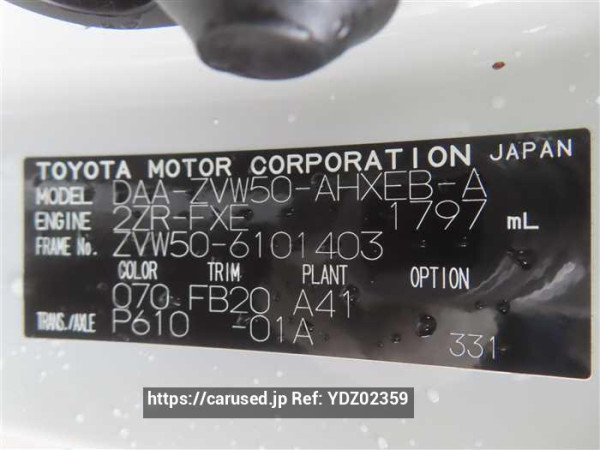 TOYOTA MOTOR CORPORATION JAPAN
MODEL DAA-ZVW50-AHXEB-A
ENGINE 2ZR-FXE 1797 mL
FRAME No. ZVW50-6101403
COLOR TRIM PLANT OPTION
070 FB20 A41
TRANS./AXLE P610 -01A
331
https://carused.jp Ref: YDZ02359